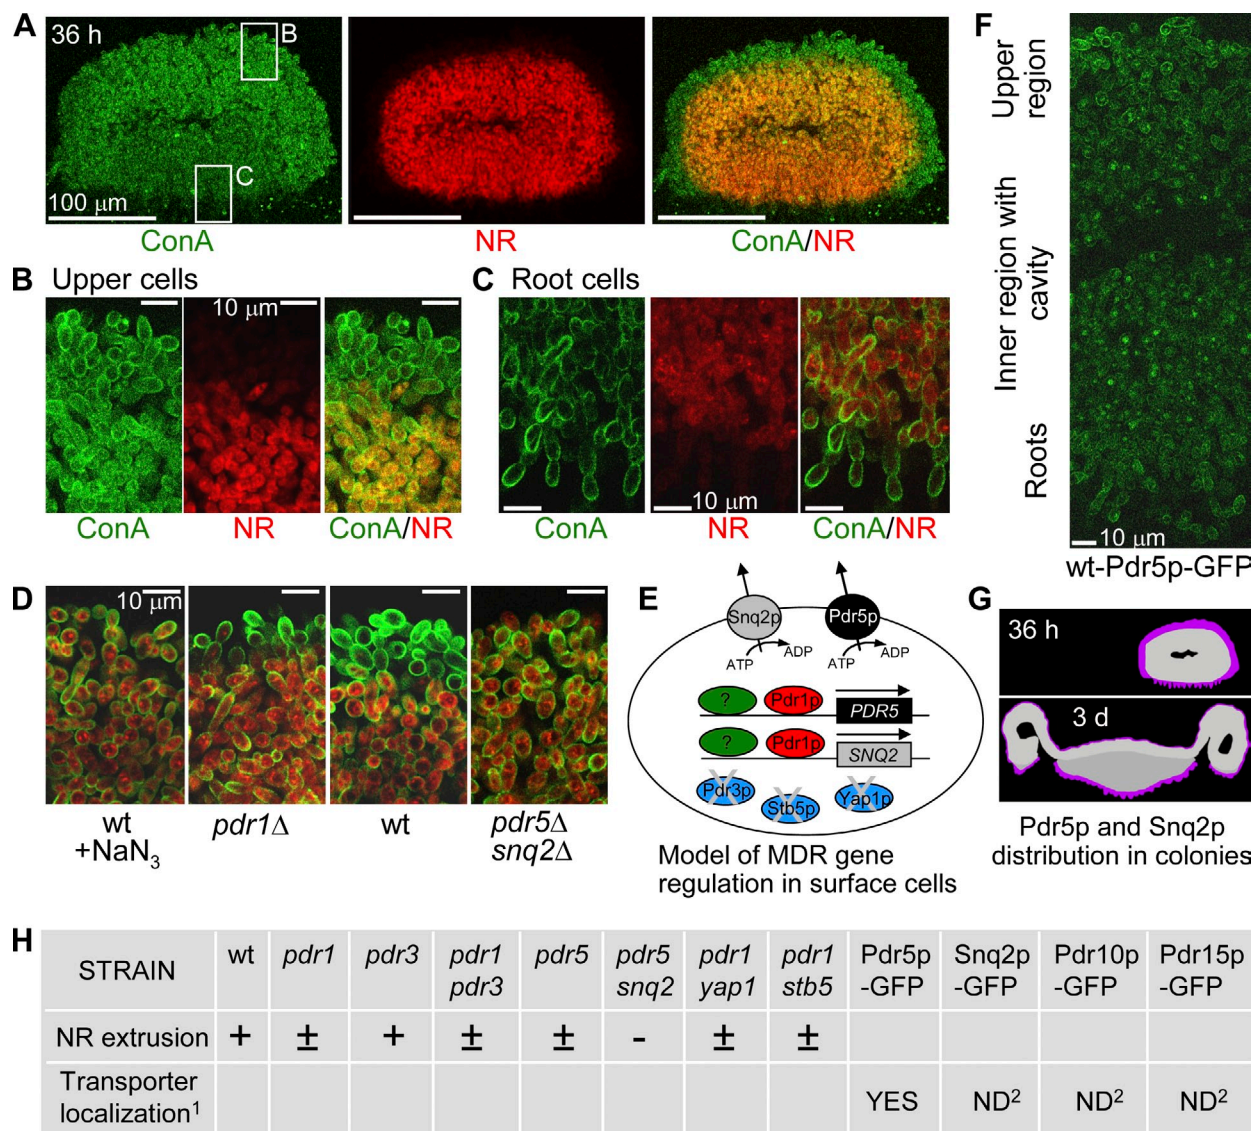 A
36 h
B
C
100 µm
ConA
NR
ConA/NR
B Upper cells
10 µm
ConA
NR
ConA/NR
C Root cells
10 µm
ConA
NR
ConA/NR
D
10 µm
wt
+NaN3
pdr1Δ
wt
pdr5Δ
snq2Δ
E
Snq2p
Pdr5p
ATP
ADP
ATP
ADP
?
Pdr1p
PDR5
?
Pdr1p
SNQ2
Pdr3p
Stb5p
Yap1p
Model of MDR gene
regulation in surface cells
F
Upper
region
Inner region with
cavity
Roots
10 µm
wt-Pdr5p-GFP
G
36 h
3 d
Pdr5p and Snq2p
distribution in colonies
H
STRAIN
wt
pdr1
pdr3
pdr1
pdr3
pdr5
pdr5
snq2
pdr1
yap1
pdr1
stb5
Pdr5p
-GFP
Snq2p
-GFP
Pdr10p
-GFP
Pdr15p
-GFP
NR extrusion + ± + ± ± - ± ±
Transporter
localization1
YES ND2 ND2 ND2